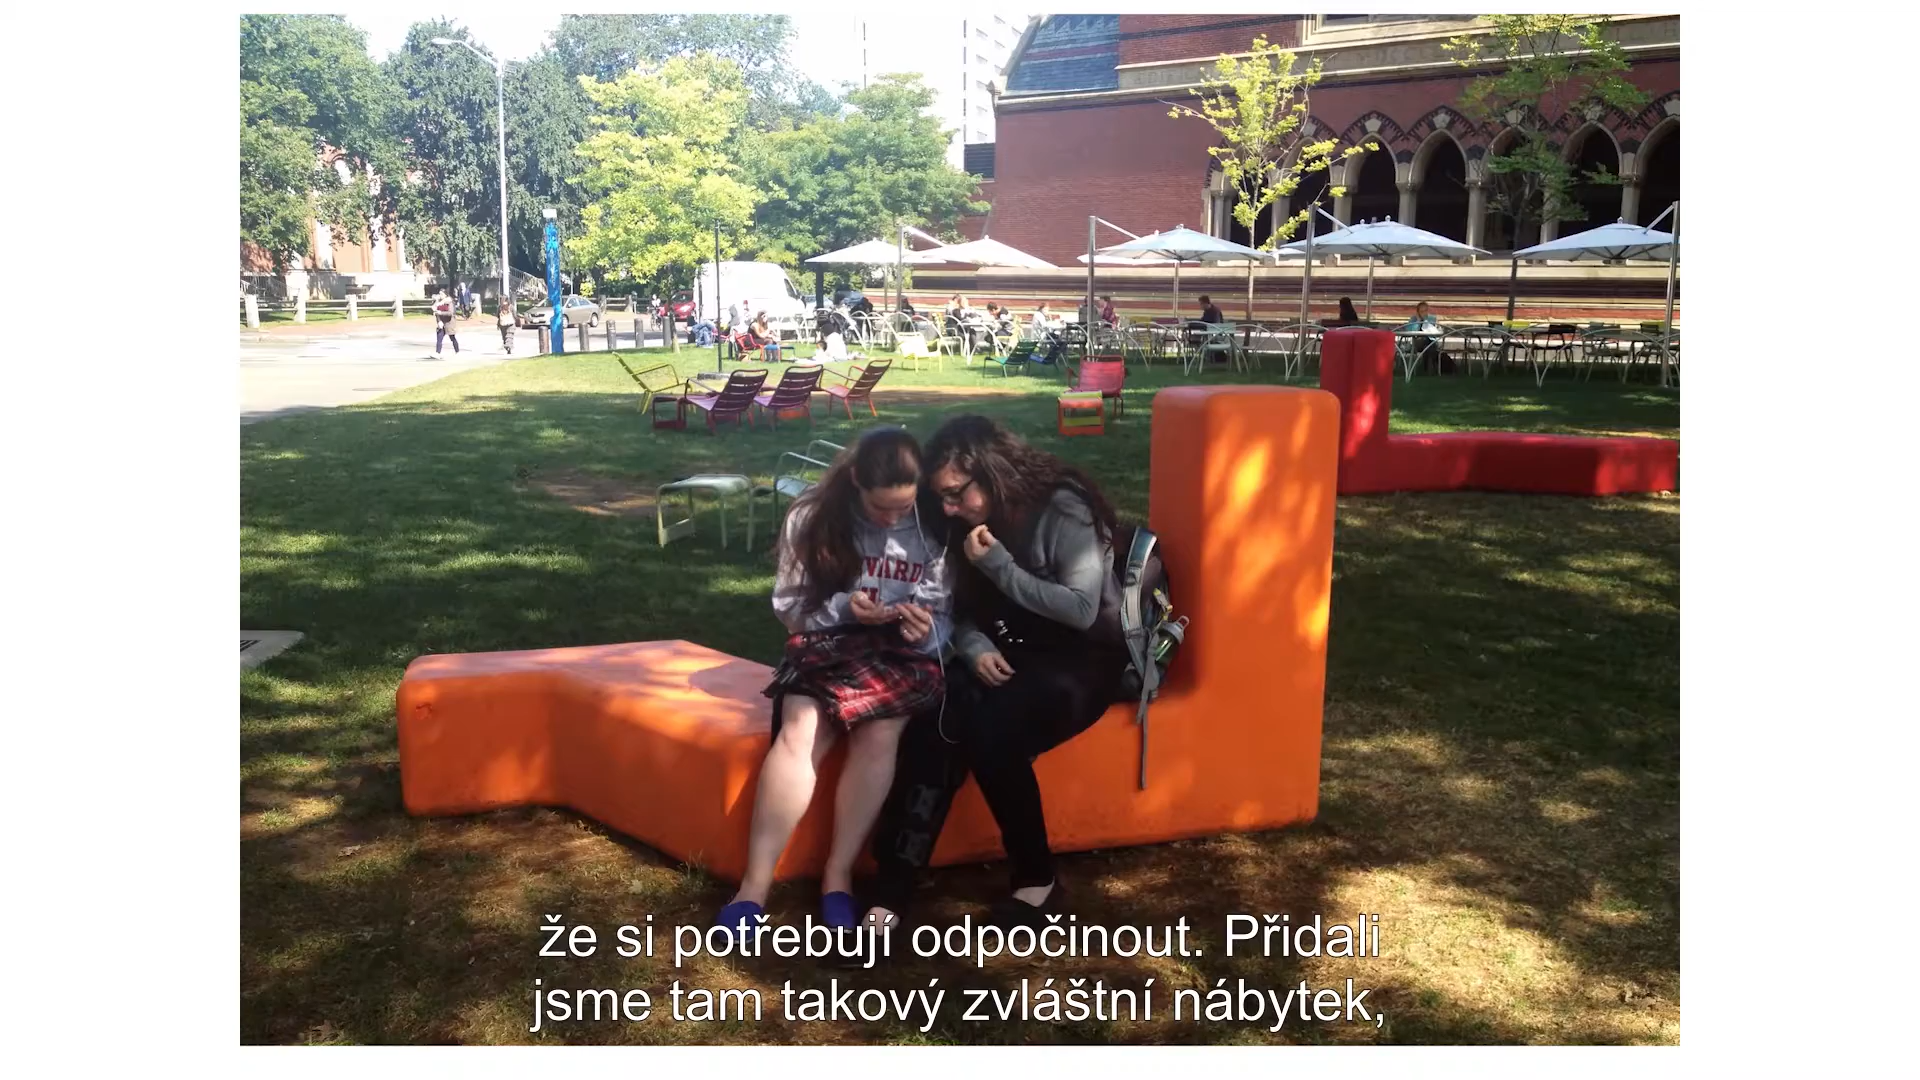 že si potřebují odpočinout. Přidali
jsme tam takový zvláštní nábytek,